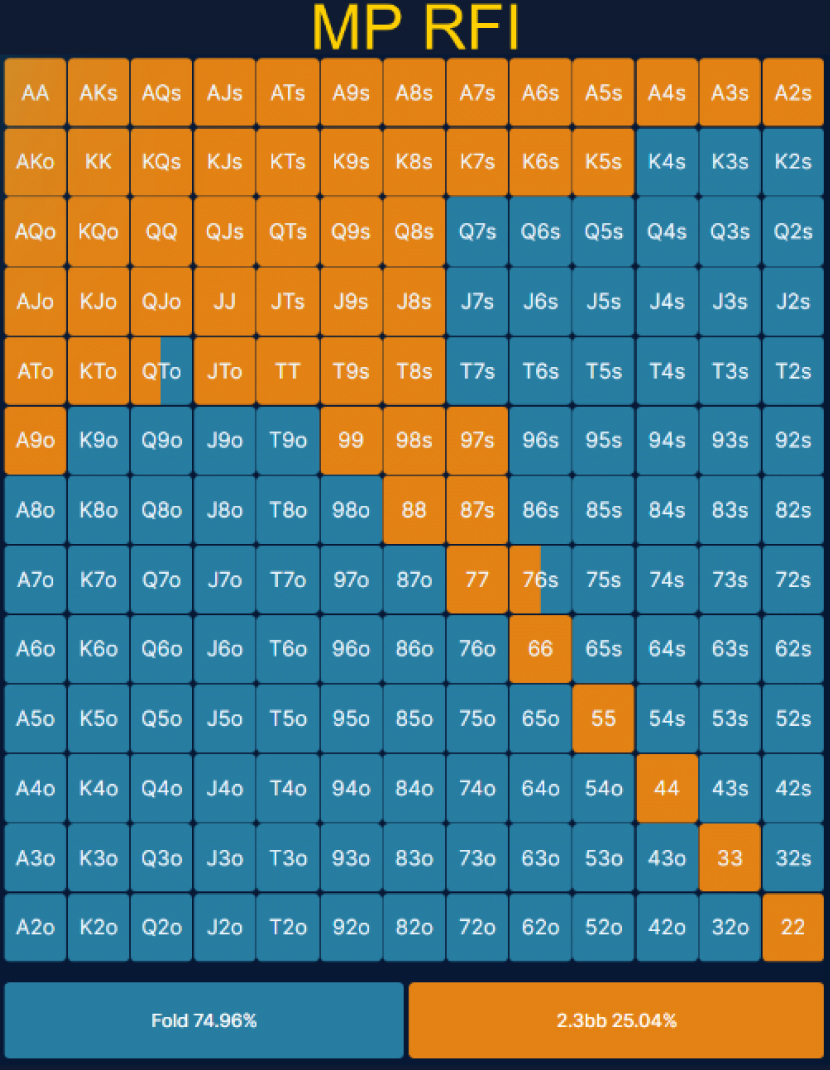 MP RFI
AA AKs AQs AJs ATs A9s A8s A7s A6s A5s A4s A3s A2s
AKo KK KQs KJs KTs K9s K8s K7s K6s K5s K4s K3s K2s
AQo KQo QQ QJs QTs Q9s Q8s Q7s Q6s Q5s Q4s Q3s Q2s
AJo KJo QJo JJ JTs J9s J8s J7s J6s J5s J4s J3s J2s
ATo KTo QTo JTo TT T9s T8s T7s T6s T5s T4s T3s T2s
A9o K9o Q9o J9o T9o 99 98s 97s 96s 95s 94s 93s 92s
A8o K8o Q8o J8o T8o 98o 88 87s 86s 85s 84s 83s 82s
A7o K7o Q7o J7o T7o 97o 87o 77 76s 75s 74s 73s 72s
A6o K6o Q6o J6o T6o 96o 86o 76o 66 65s 64s 63s 62s
A5o K5o Q5o J5o T5o 95o 85o 75o 65o 55 54s 53s 52s
A4o K4o Q4o J4o T4o 94o 84o 74o 64o 54o 44 43s 42s
A3o K3o Q3o J3o T3o 93o 83o 73o 63o 53o 43o 33 32s
A2o K2o Q2o J2o T2o 92o 82o 72o 62o 52o 42o 32o 22
Fold 74.96% 2.3bb 25.04%